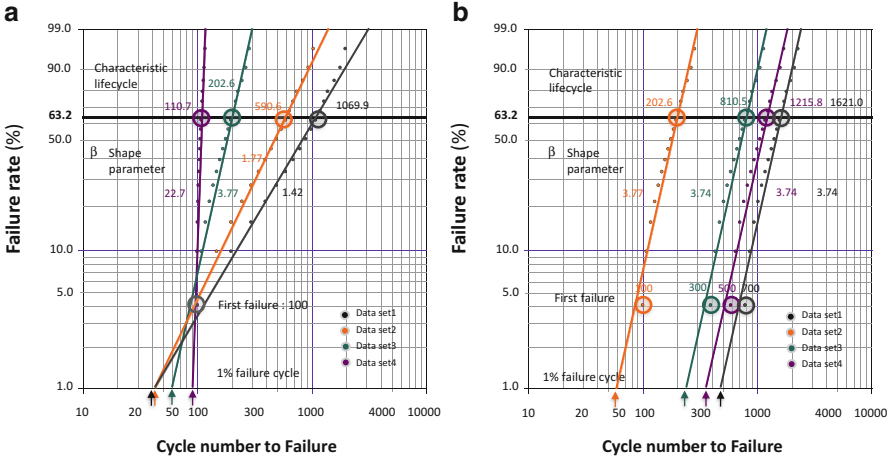 a
99.0
90.0
63.2
50.0
10.0
5.0
1.0
Failure rate (%)
Characteristic
lifecycle
110.7
202.6
590.6
1069.9
β Shape
parameter
22.7
3.77
1.77
1.42
First failure : 100
Data set1
Data set2
Data set3
Data set4
1% failure cycle
10
20
50
100
300
1000
4000
10000
Cycle number to Failure
b
99.0
90.0
63.2
50.0
10.0
5.0
1.0
Failure rate (%)
Characteristic
lifecycle
202.6
810.5
1215.8
1621.0
β Shape
parameter
3.77
3.74
3.74
3.74
First failure
100
300
500
700
Data set1
Data set2
Data set3
Data set4
1% failure cycle
10
20
50
100
300
1000
4000
10000
Cycle number to Failure